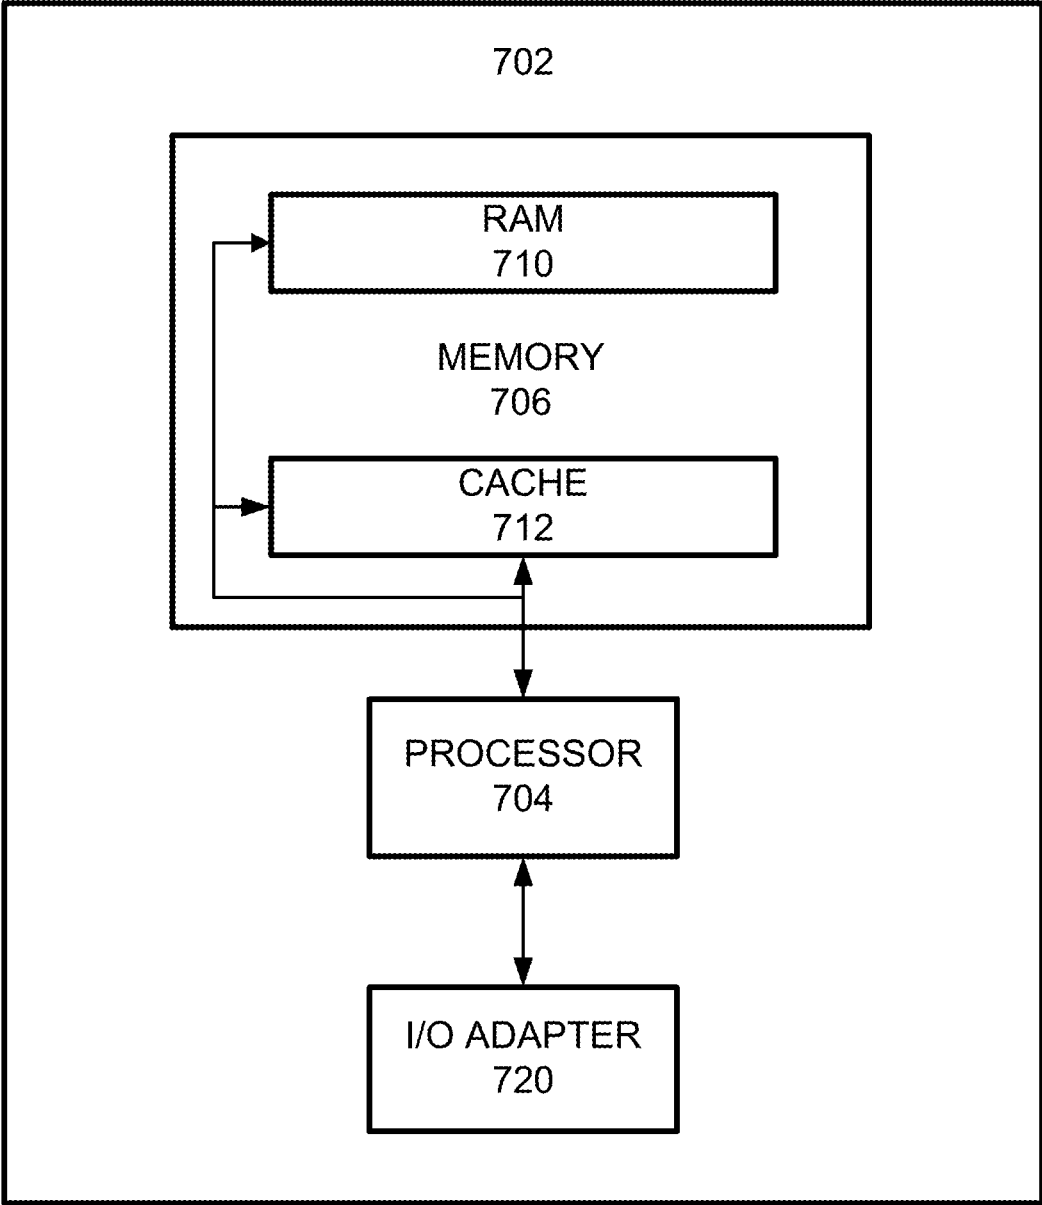 702
RAM
710
MEMORY
706
CACHE
712
PROCESSOR
704
I/O ADAPTER
720